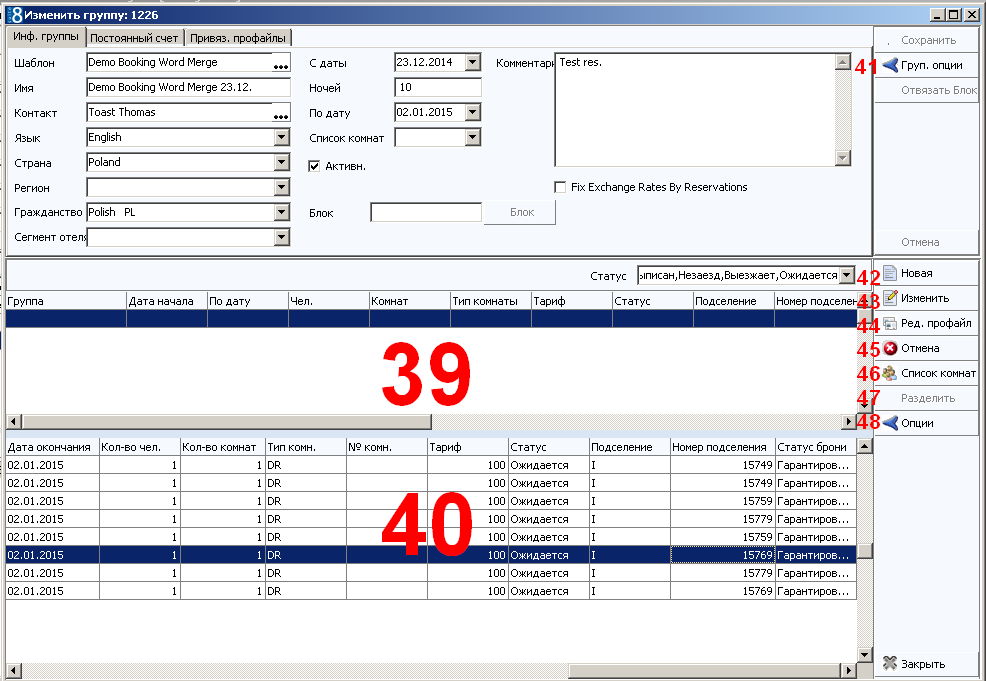 Изменить группу: 1226
Инф. группы Постоянный счет Привяз. профайлы
Шаблон Demo Booking Word Merge ... С даты 23.12.2014 Комментари Test res. Сохранить
Имя Demo Booking Word Merge 23.12. Ночей 10 41 Груп. опции
Контакт Toast Thomas ... По дату 02.01.2015 Отвязать Блок
Язык English Список комнат
Страна Poland Активн.
Регион Fix Exchange Rates By Reservations
Гражданство Polish PL Блок Блок
Сегмент отеля Отмена
Статус ыписан,Незаезд,Выезжает,Ожидается 42 Новая
Группа Дата начала По дату Чел. Комнат Тип комнаты Тариф Статус Подселение Номер подселен 43 Изменить
44 Ред. профайл
39 45 Отмена
46 Список комнат
47 Разделить
48 Опции
Дата окончания Кол-во чел. Кол-во комнат Тип комн. № комн. Тариф Статус Подселение Номер подселения Статус брони
02.01.2015 1 1 DR 100 Ожидается I 15749 Гарантиров...
02.01.2015 1 1 DR 100 Ожидается I 15749 Гарантиров...
02.01.2015 1 1 DR 100 Ожидается I 15759 Гарантиров...
02.01.2015 1 1 DR 100 Ожидается I 15779 Гарантиров...
02.01.2015 1 1 DR 100 Ожидается I 15759 Гарантиров...
02.01.2015 1 1 DR 100 Ожидается I 15769 Гарантиров...
02.01.2015 1 1 DR 100 Ожидается I 15779 Гарантиров...
02.01.2015 1 1 DR 100 Ожидается I 15769 Гарантиров...
40
Закрыть